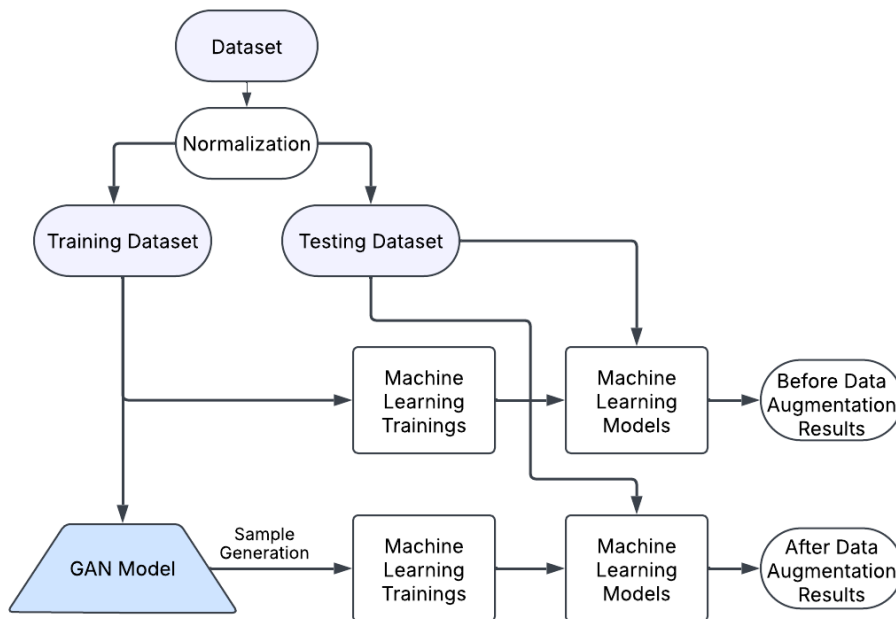 Dataset
Normalization
Training Dataset
Testing Dataset
Machine
Learning
Trainings
Machine
Learning
Models
Before Data
Augmentation
Results
GAN Model
Sample
Generation
Machine
Learning
Trainings
Machine
Learning
Models
After Data
Augmentation
Results